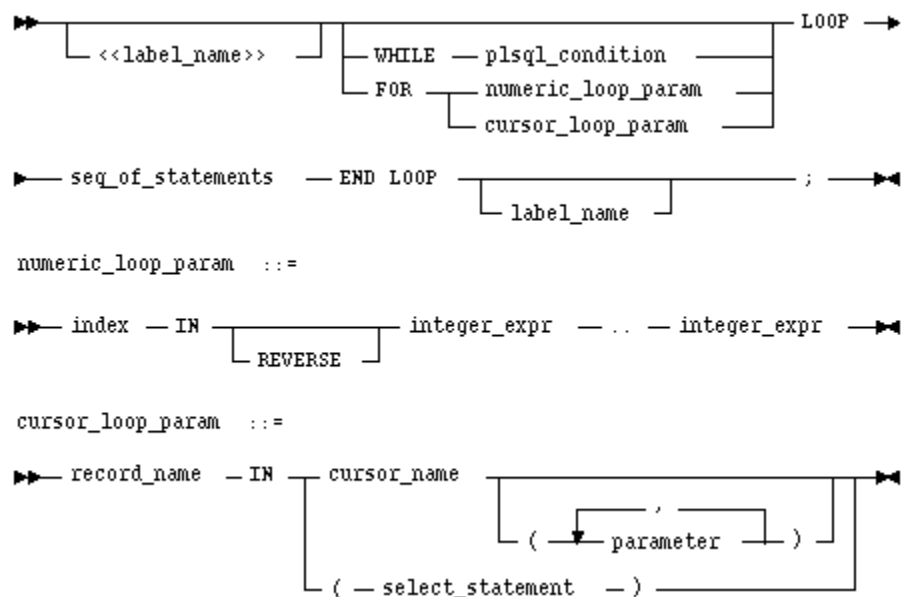 LOOP
<<label_name>>
WHILE plsql_condition
FOR numeric_loop_param
cursor_loop_param
seq_of_statements END LOOP ;
label_name
numeric_loop_param ::=
index IN integer_expr .. integer_expr
REVERSE
cursor_loop_param ::=
record_name IN cursor_name
,
( parameter )
( select_statement )